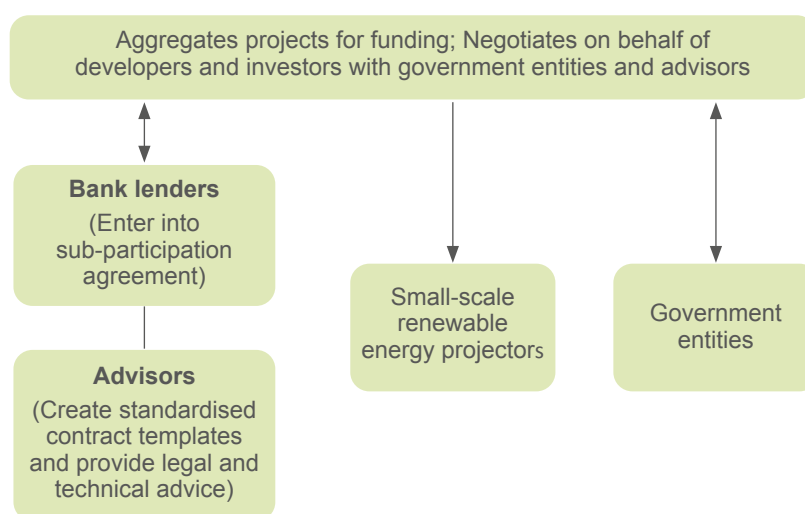 Aggregates projects for funding; Negotiates on behalf of
developers and investors with government entities and advisors
Bank lenders
(Enter into
sub-participation
agreement)
Small-scale
renewable
energy projectors
Government
entities
Advisors
(Create standardised
contract templates
and provide legal and
technical advice)